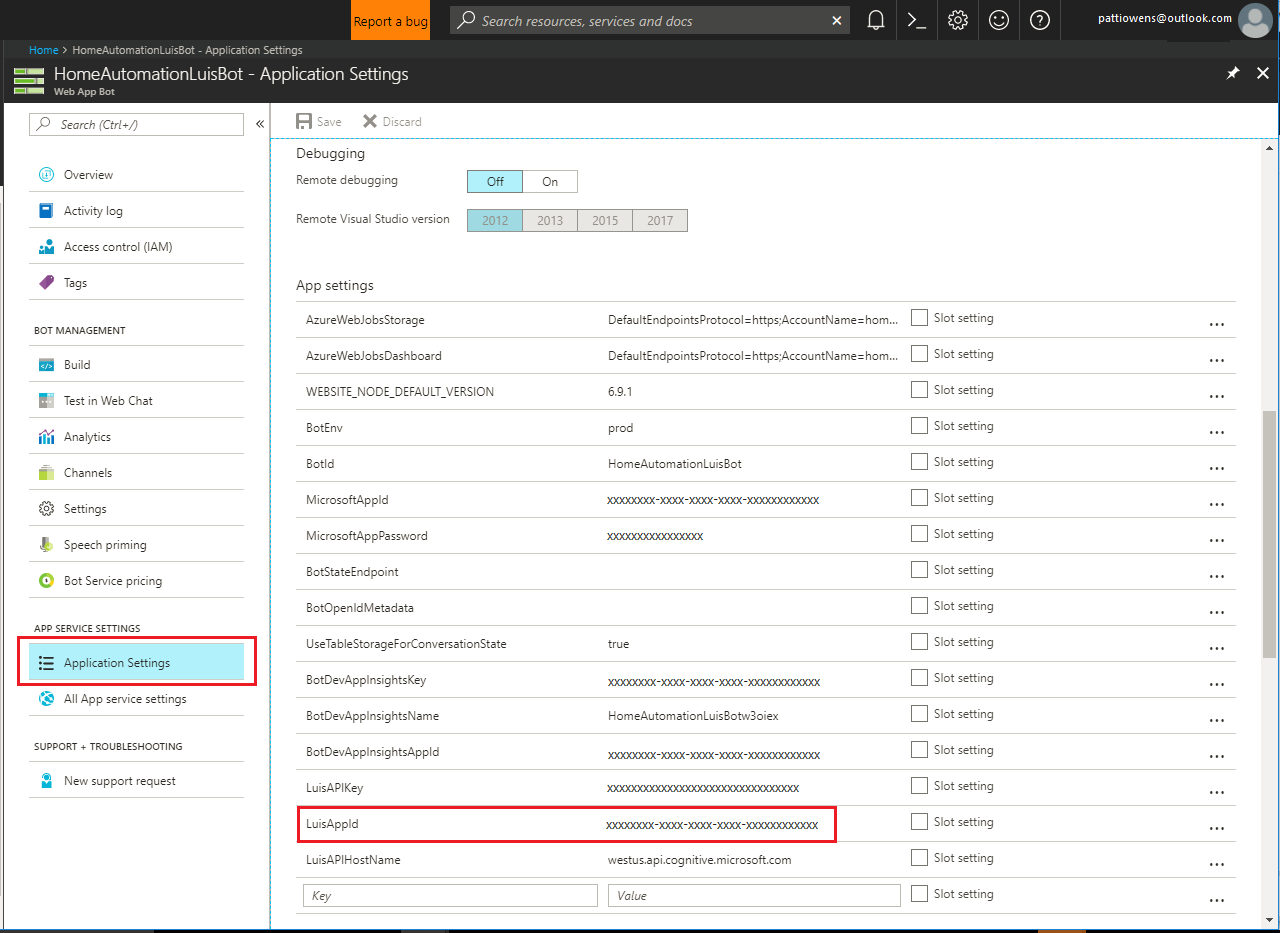 Report a bug
Search resources, services and docs
pattiowens@outlook.com
Home > HomeAutomationLuisBot - Application Settings
HomeAutomationLuisBot - Application Settings
Web App Bot
Search (Ctrl+/)
Overview
Activity log
Access control (IAM)
Tags
BOT MANAGEMENT
Build
Test in Web Chat
Analytics
Channels
Settings
Speech priming
Bot Service pricing
APP SERVICE SETTINGS
Application Settings
All App service settings
SUPPORT + TROUBLESHOOTING
New support request
Save Discard
Debugging
Remote debugging Off On
Remote Visual Studio version 2012 2013 2015 2017
App settings
AzureWebJobsStorage DefaultEndpointsProtocol=https;AccountName=hom... Slot setting ...
AzureWebJobsDashboard DefaultEndpointsProtocol=https;AccountName=hom... Slot setting ...
WEBSITE_NODE_DEFAULT_VERSION 6.9.1 Slot setting ...
BotEnv prod Slot setting ...
BotId HomeAutomationLuisBot Slot setting ...
MicrosoftAppId xxxxxxxx-xxxx-xxxx-xxxx-xxxxxxxxxxxx Slot setting ...
MicrosoftAppPassword xxxxxxxxxxxxxxxx Slot setting ...
BotStateEndpoint Slot setting ...
BotOpenIdMetadata Slot setting ...
UseTableStorageForConversationState true Slot setting ...
BotDevAppInsightsKey xxxxxxxx-xxxx-xxxx-xxxx-xxxxxxxxxxxx Slot setting ...
BotDevAppInsightsName HomeAutomationLuisBotw3oiex Slot setting ...
BotDevAppInsightsAppId xxxxxxxx-xxxx-xxxx-xxxx-xxxxxxxxxxxx Slot setting ...
LuisAPIKey xxxxxxxxxxxxxxxxxxxxxxxxxxxxxxxx Slot setting ...
LuisAppId xxxxxxxx-xxxx-xxxx-xxxx-xxxxxxxxxxxx Slot setting ...
LuisAPIHostName westus.api.cognitive.microsoft.com Slot setting ...
Key Value Slot setting ...